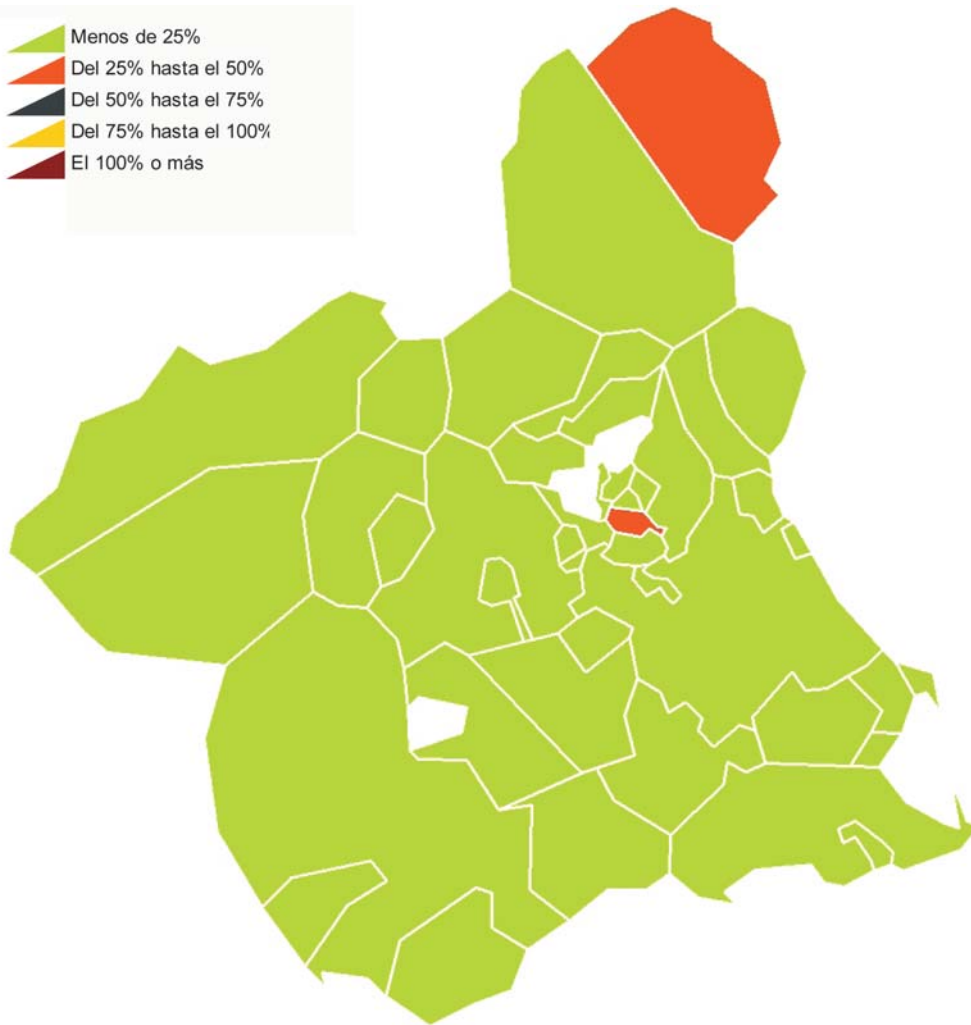 Menos de 25%
Del 25% hasta el 50%
Del 50% hasta el 75%
Del 75% hasta el 100%
El 100% o más